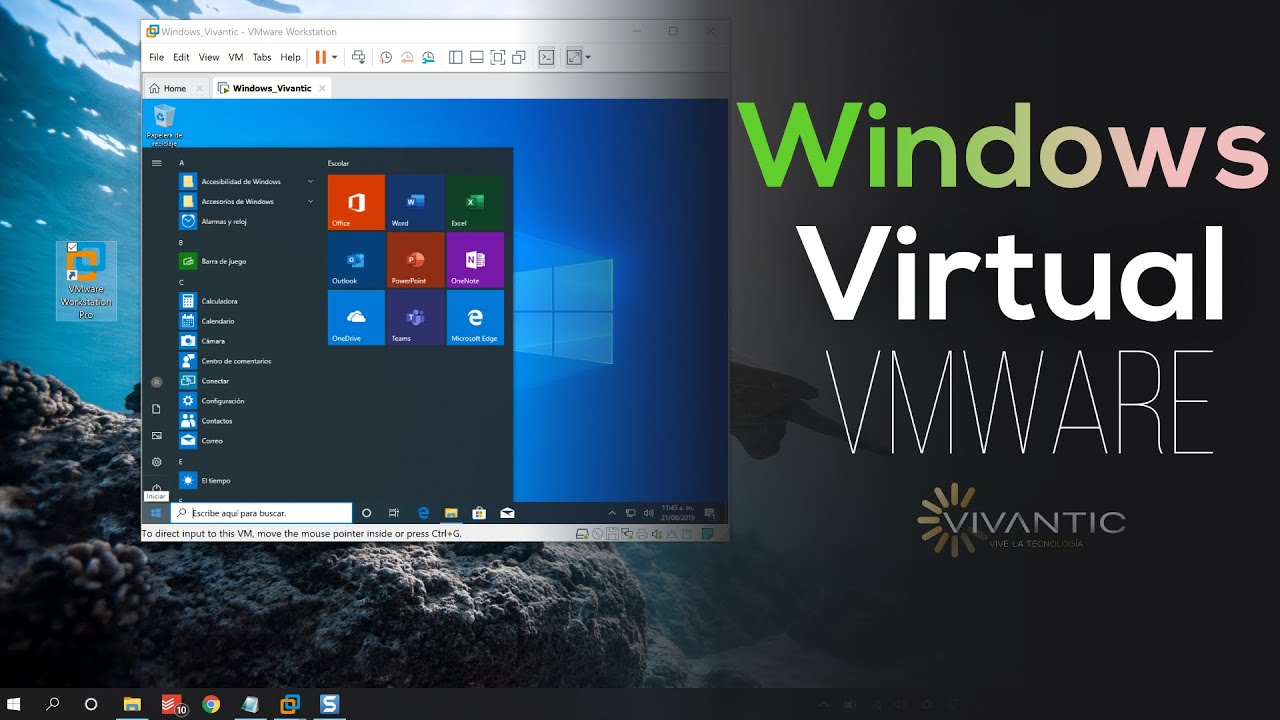 Windows_Vivantic - VMware Workstation
File Edit View VM Tabs Help
Home
Windows_Vivantic
Papelera de
reciclaje
VMware
Workstation
Pro
A
Accesibilidad de Windows
Accesorios de Windows
Alarmas y reloj
B
Barra de juego
C
Calculadora
Calendario
Cámara
Centro de comentarios
Conectar
Configuración
Contactos
Correo
E
El tiempo
Iniciar
Escolar
Office
Word
Excel
Outlook
PowerPoint
OneNote
OneDrive
Teams
Microsoft Edge
Escribe aquí para buscar.
11:43 a. m.
21/08/2019
To direct input to this VM, move the mouse pointer inside or press Ctrl+G.
Windows
Virtual
VMWARE
VIVANTIC
VIVE LA TECNOLOGÍA
10